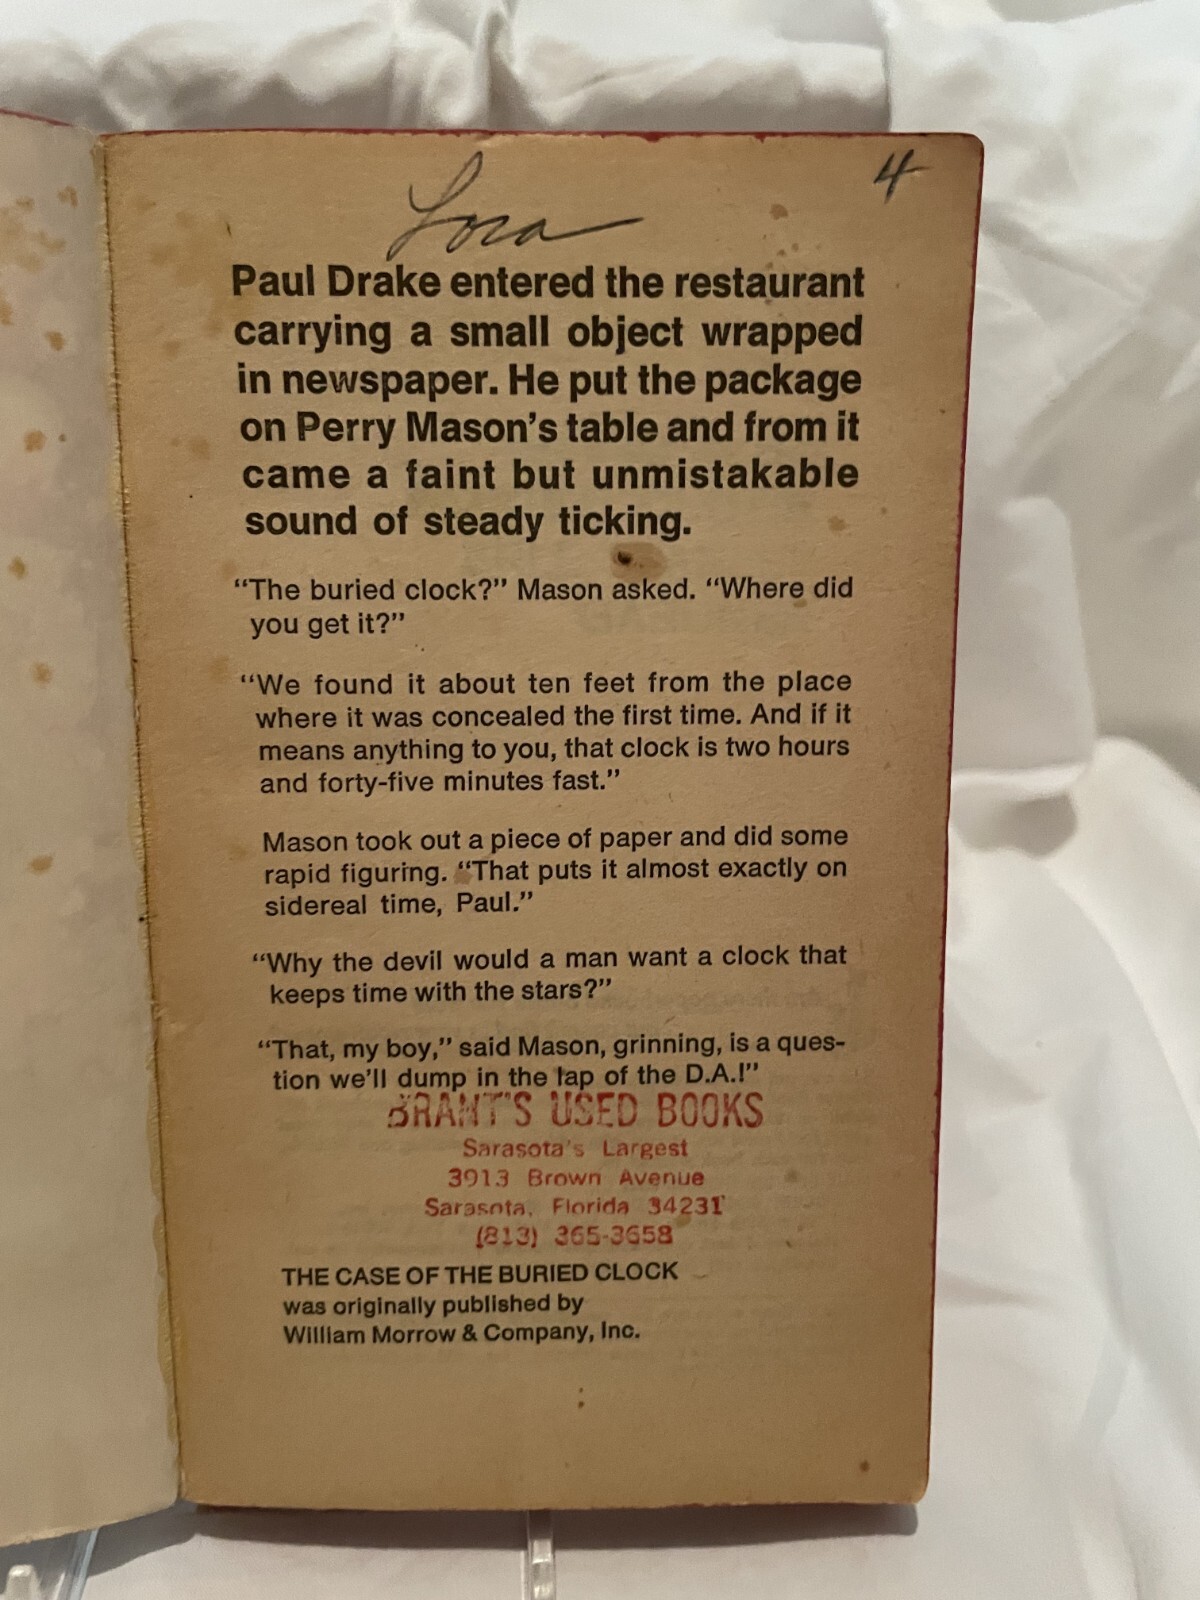 Lora
4
Paul Drake entered the restaurant
carrying a small object wrapped
in newspaper. He put the package
on Perry Mason's table and from it
came a faint but unmistakable
sound of steady ticking.
“The buried clock?” Mason asked. “Where did
you get it?”
“We found it about ten feet from the place
where it was concealed the first time. And if it
means anything to you, that clock is two hours
and forty-five minutes fast.”
Mason took out a piece of paper and did some
rapid figuring. “That puts it almost exactly on
sidereal time, Paul.”
“Why the devil would a man want a clock that
keeps time with the stars?”
“That, my boy,” said Mason, grinning, is a ques-
tion we'll dump in the lap of the D.A.!”
BRANT'S USED BOOKS
Sarasota's Largest
3913 Brown Avenue
Sarasota, Florida 34231
(813) 365-3658
THE CASE OF THE BURIED CLOCK
was originally published by
William Morrow & Company, Inc.